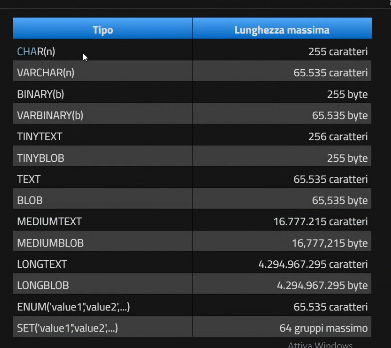 Tipo Lunghezza massima
CHAR(n) 255 caratteri
VARCHAR(n) 65.535 caratteri
BINARY(b) 255 byte
VARBINARY(b) 65.535 byte
TINYTEXT 256 caratteri
TINYBLOB 255 byte
TEXT 65.535 caratteri
BLOB 65,535 byte
MEDIUMTEXT 16.777.215 caratteri
MEDIUMBLOB 16,777,215 byte
LONGTEXT 4.294.967.295 caratteri
LONGBLOB 4.294.967.295 byte
ENUM('value1','value2',...) 65.535 caratteri
SET('value1','value2',...) 64 gruppi massimo
Attiva Windows